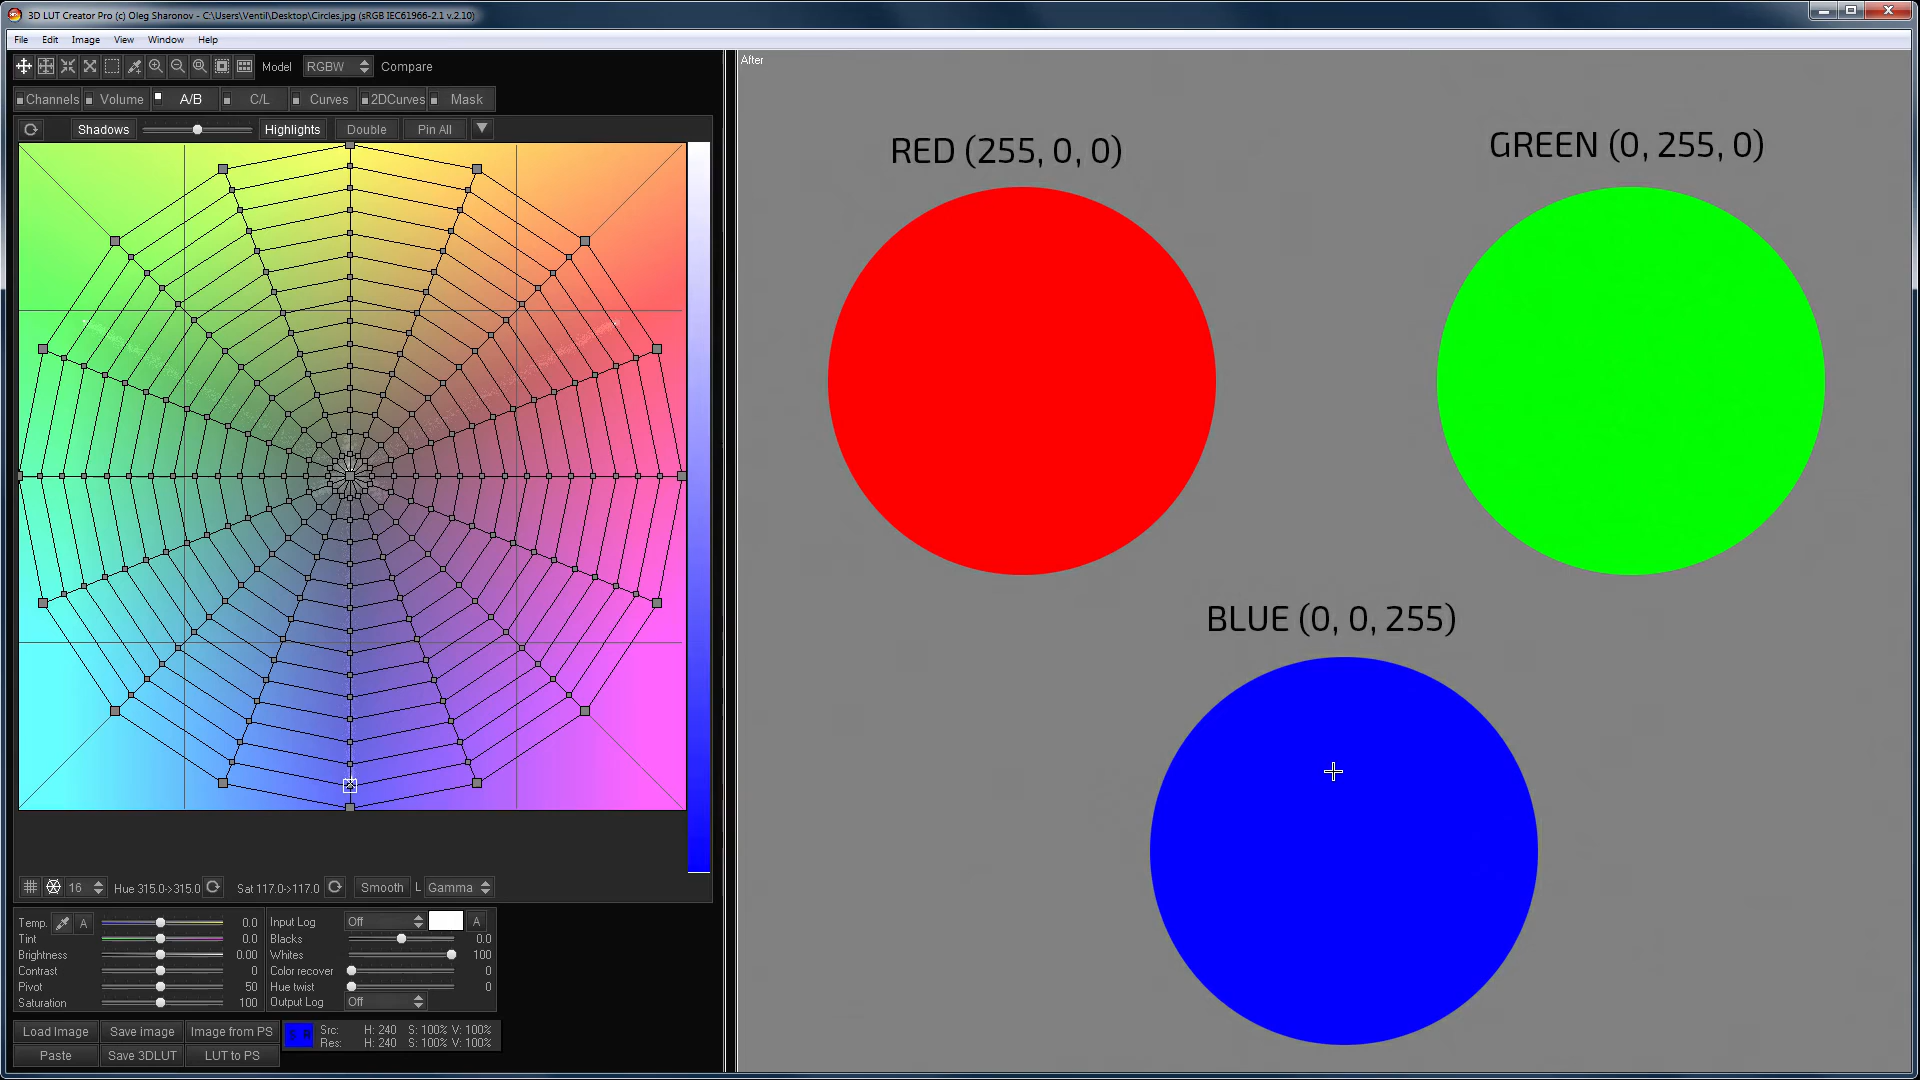 3D LUT Creator Pro (c) Oleg Sharonov - C:\Users\Ventil\Desktop\Circles.jpg (sRGB IEC61966-2.1 v.2.10)
File Edit Image View Window Help
Model RGBW Compare
Channels Volume A/B C/L Curves 2DCurves Mask
Shadows Highlights Double Pin All
16 Hue 315.0->315.0 Sat 117.0->117.0 Smooth L Gamma
Temp. A 0.0
Tint 0.0
Brightness 0.00
Contrast 0
Pivot 50
Saturation 100
Input Log Off A
Blacks 0.0
Whites 100
Color recover 0
Hue twist 0
Output Log Off
Load Image Save image Image from PS
Paste Save 3DLUT LUT to PS
S R
Src: H: 240 S: 100% V: 100%
Res: H: 240 S: 100% V: 100%
After
RED (255, 0, 0)
GREEN (0, 255, 0)
BLUE (0, 0, 255)